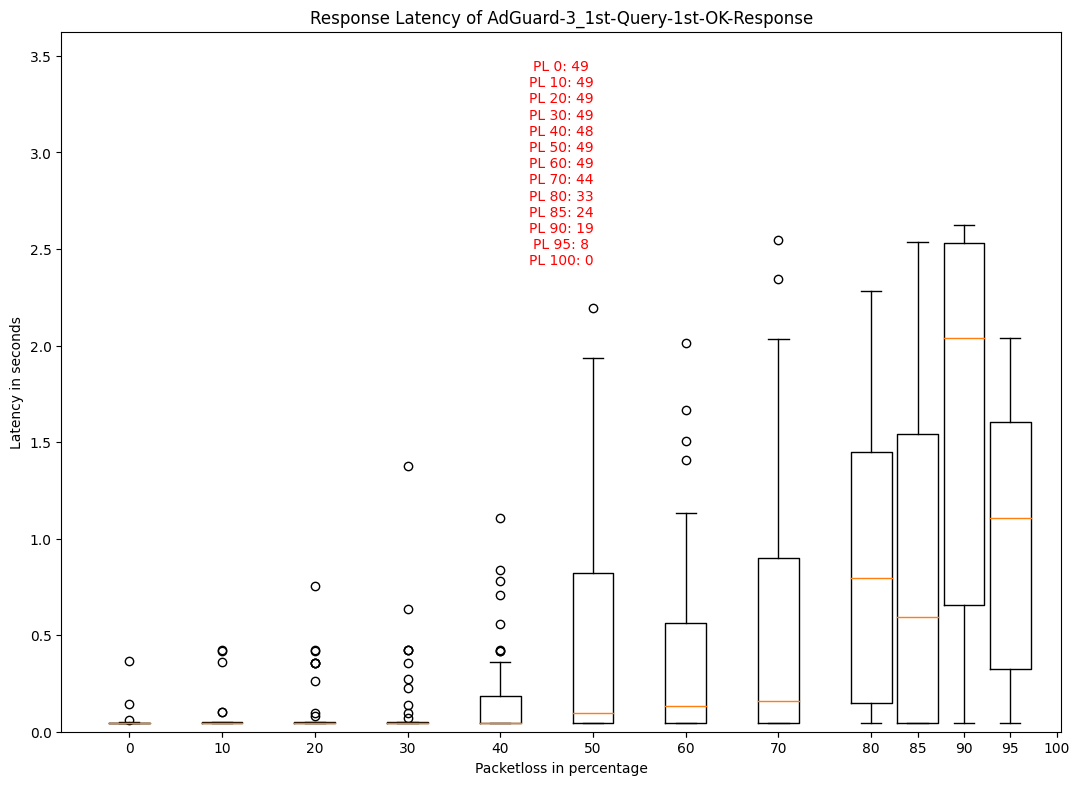 Response Latency of AdGuard-3_1st-Query-1st-OK-Response
3.5
3.0
2.5
2.0
1.5
1.0
0.5
0.0
Latency in seconds
PL 0: 49
PL 10: 49
PL 20: 49
PL 30: 49
PL 40: 48
PL 50: 49
PL 60: 49
PL 70: 44
PL 80: 33
PL 85: 24
PL 90: 19
PL 95: 8
PL 100: 0
0 10 20 30 40 50 60 70 80 85 90 95 100
Packetloss in percentage